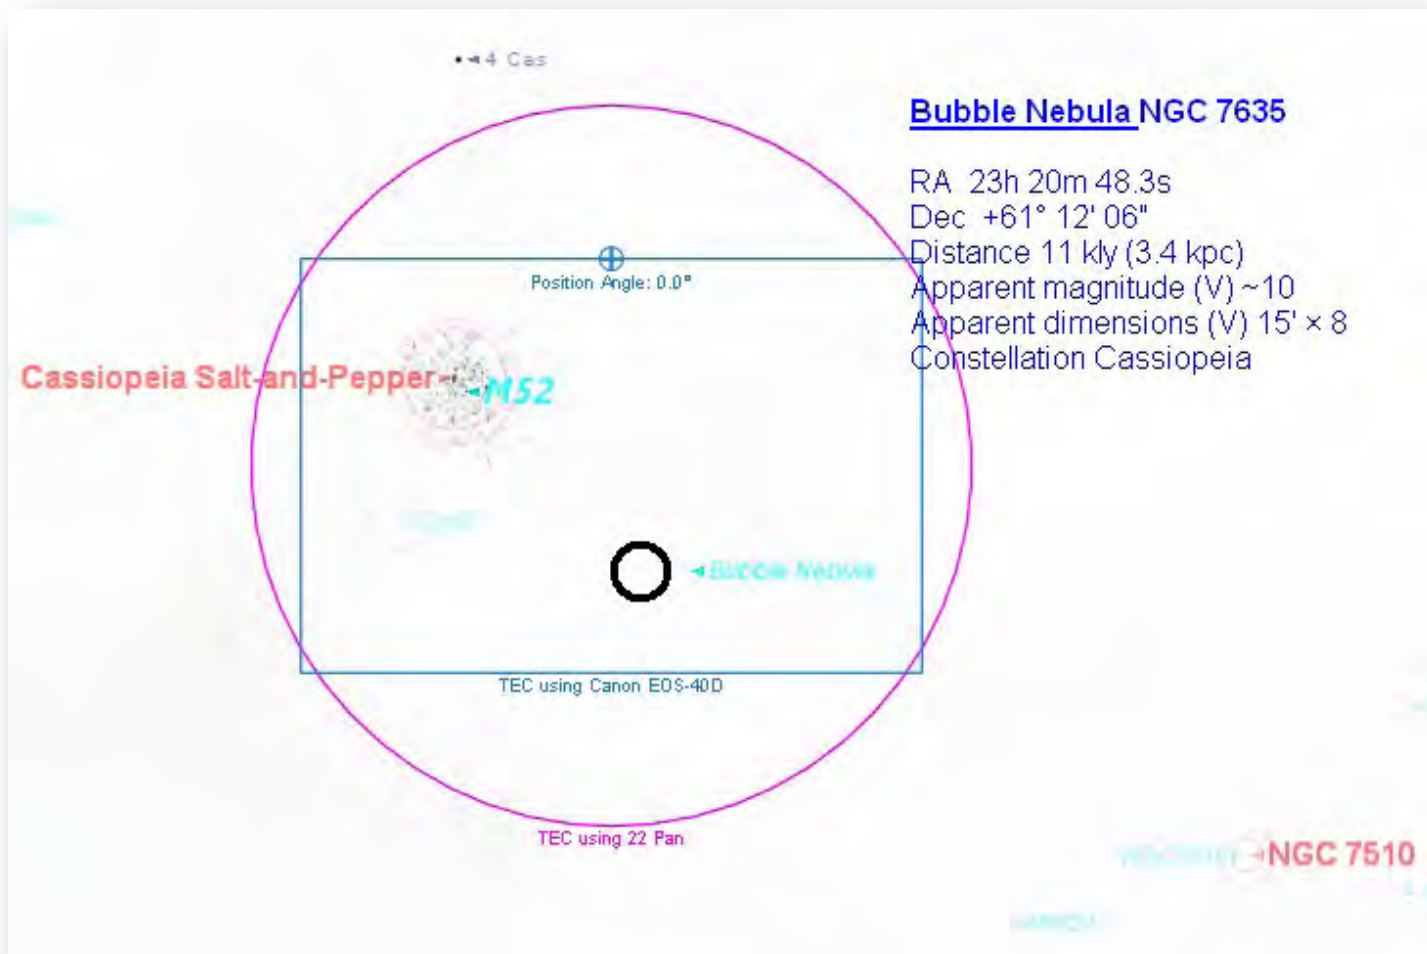 4 Cas
Bubble Nebula NGC 7635
RA 23h 20m 48.3s
Dec +61° 12' 06"
Distance 11 kly (3.4 kpc)
Apparent magnitude (V) ~10
Apparent dimensions (V) 15' × 8
Constellation Cassiopeia
Position Angle: 0.0°
Cassiopeia Salt-and-Pepper
M52
Bubble Nebula
TEC using Canon EOS-40D
TEC using 22 Pan
NGC 7510